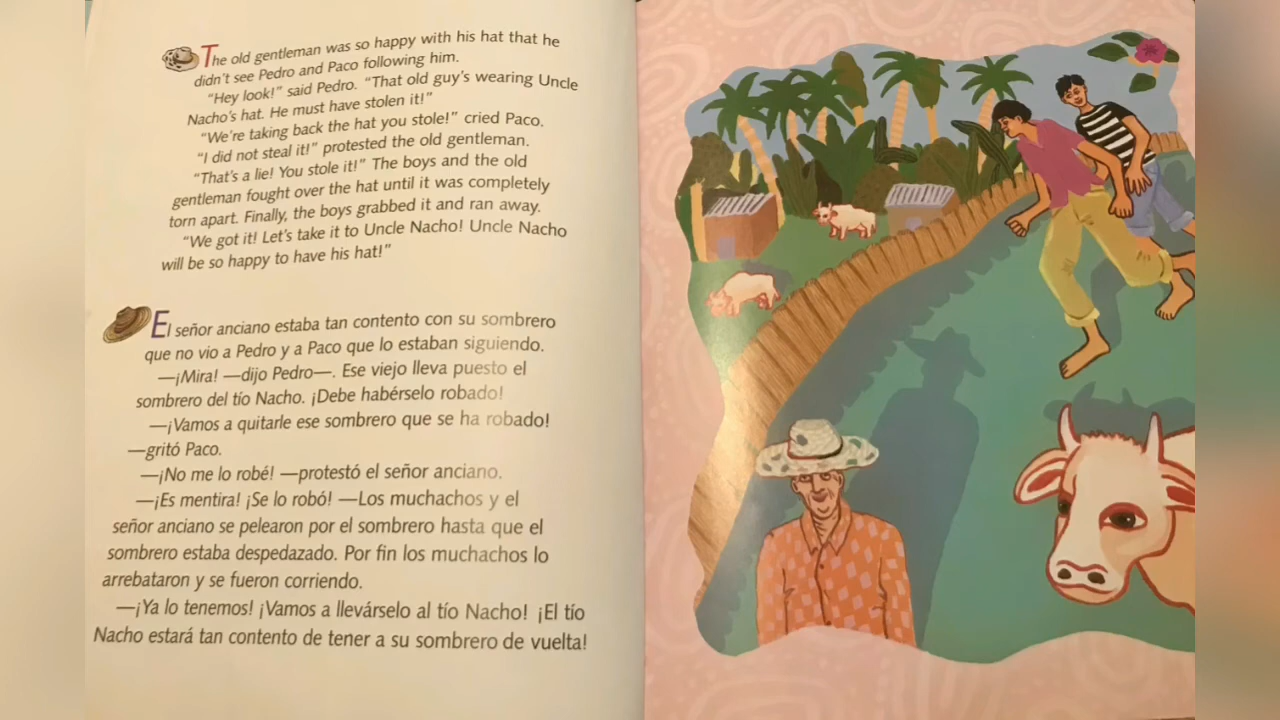 The old gentleman was so happy with his hat that he
didn't see Pedro and Paco following him.
"Hey look!" said Pedro. "That old guy's wearing Uncle
Nacho's hat. He must have stolen it!"
"We're taking back the hat you stole!" cried Paco.
"I did not steal it!" protested the old gentleman.
"That's a lie! You stole it!" The boys and the old
gentleman fought over the hat until it was completely
torn apart. Finally, the boys grabbed it and ran away.
"We got it! Let's take it to Uncle Nacho! Uncle Nacho
will be so happy to have his hat!"
El señor anciano estaba tan contento con su sombrero
que no vio a Pedro y a Paco que lo estaban siguiendo.
—¡Mira! —dijo Pedro—. Ese viejo lleva puesto el
sombrero del tío Nacho. ¡Debe habérselo robado!
—¡Vamos a quitarle ese sombrero que se ha robado!
—gritó Paco.
—¡No me lo robé! —protestó el señor anciano.
—¡Es mentira! ¡Se lo robó! —Los muchachos y el
señor anciano se pelearon por el sombrero hasta que el
sombrero estaba despedazado. Por fin los muchachos lo
arrebataron y se fueron corriendo.
—¡Ya lo tenemos! ¡Vamos a llevárselo al tío Nacho! ¡El tío
Nacho estará tan contento de tener a su sombrero de vuelta!